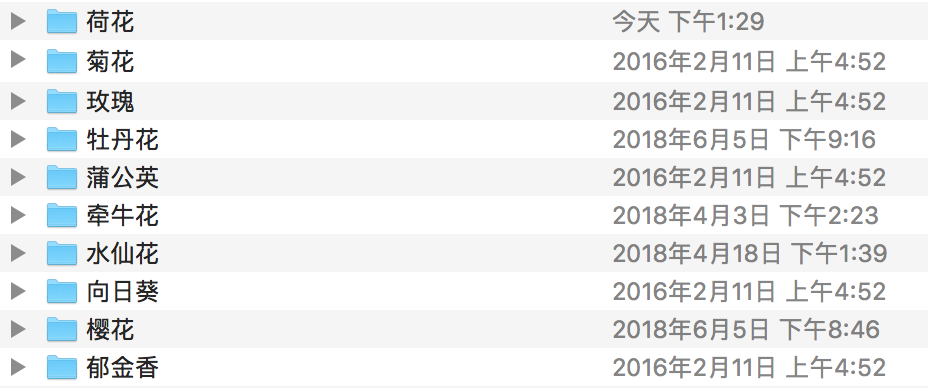 荷花 今天 下午1:29
菊花 2016年2月11日 上午4:52
玫瑰 2016年2月11日 上午4:52
牡丹花 2018年6月5日 下午9:16
蒲公英 2016年2月11日 上午4:52
牵牛花 2018年4月3日 下午2:23
水仙花 2018年4月18日 下午1:39
向日葵 2016年2月11日 上午4:52
樱花 2018年6月5日 下午8:46
郁金香 2016年2月11日 上午4:52